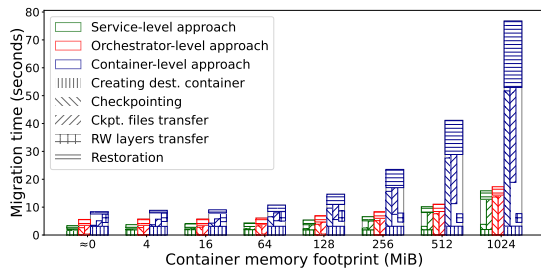 80
70
60
50
40
30
20
10
0
Migration time (seconds)
Service-level approach
Orchestrator-level approach
Container-level approach
Creating dest. container
Checkpointing
Ckpt. files transfer
RW layers transfer
Restoration
≈0 4 16 64 128 256 512 1024
Container memory footprint (MiB)